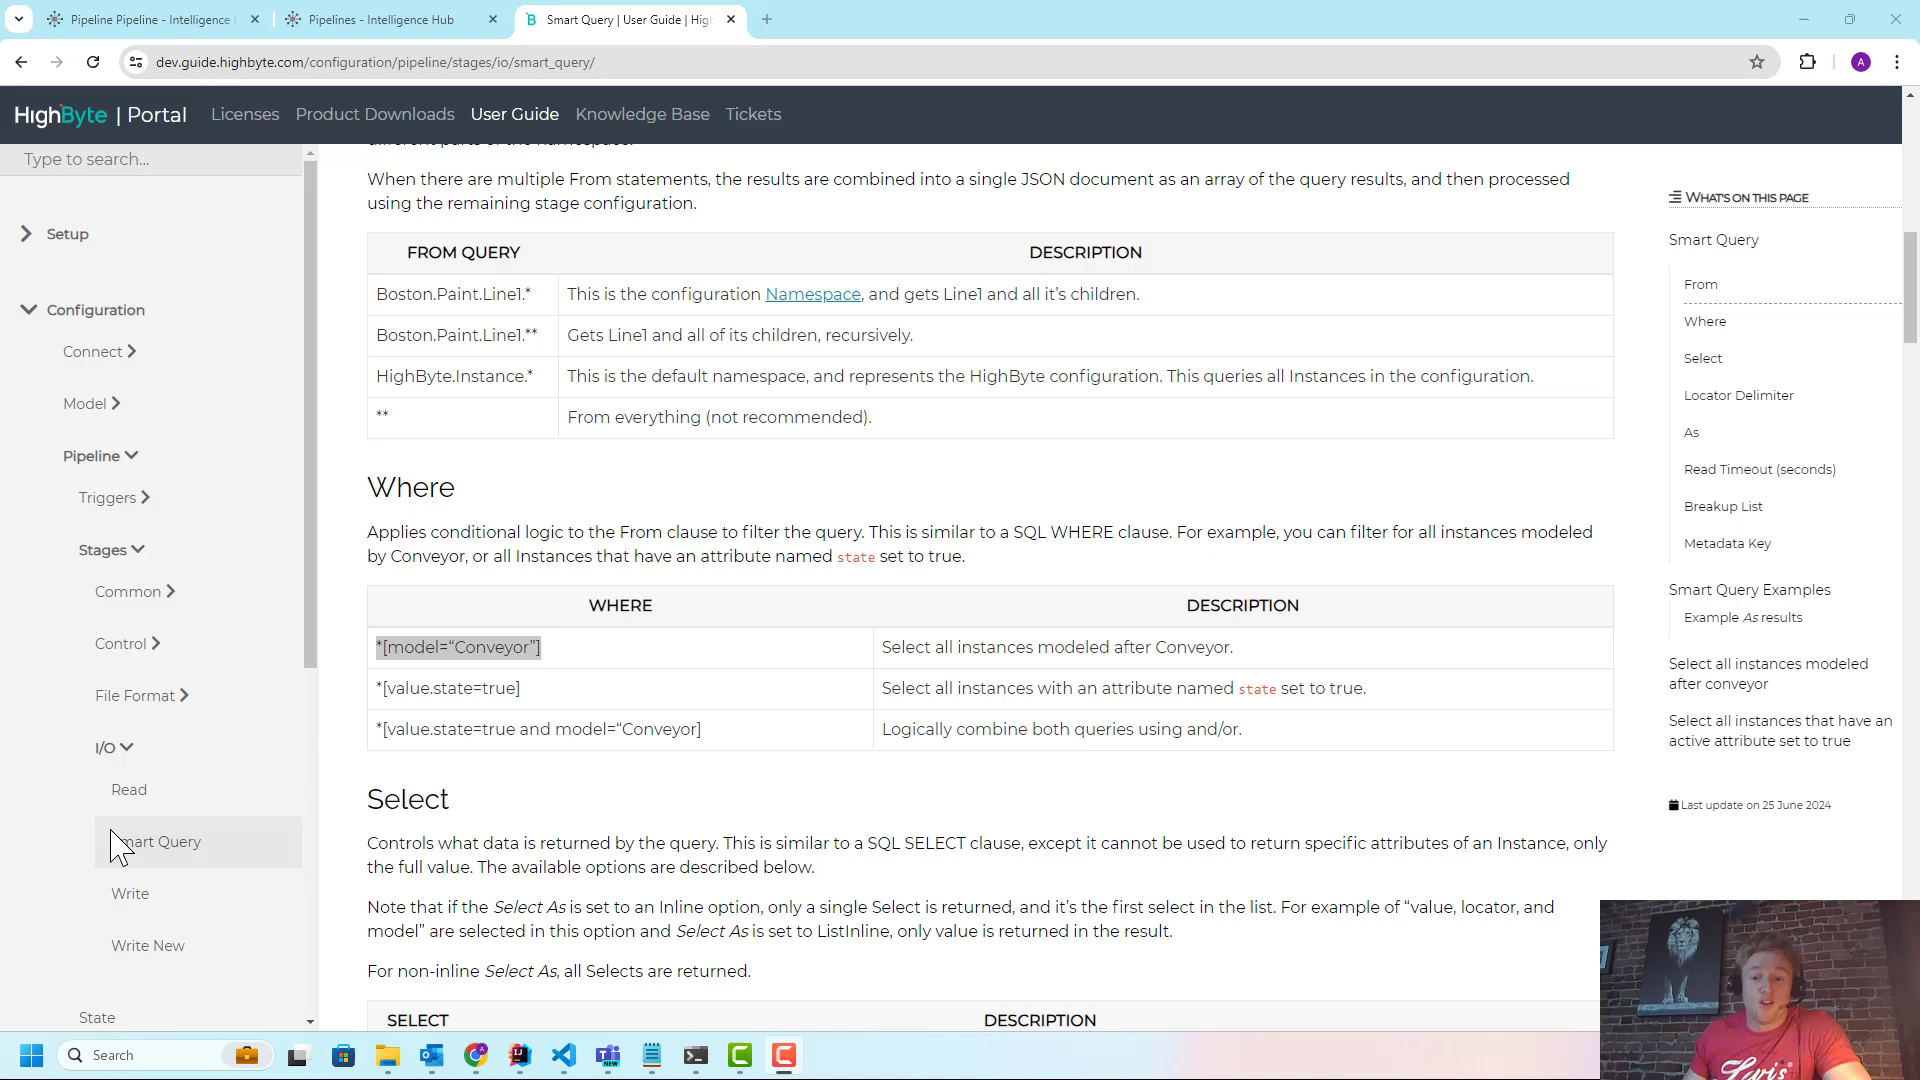 Pipeline Pipeline - Intelligence
Pipelines - Intelligence Hub
Smart Query | User Guide | High
dev.guide.highbyte.com/configuration/pipeline/stages/io/smart_query/
A
HighByte | Portal
Licenses
Product Downloads
User Guide
Knowledge Base
Tickets
Type to search...
Setup
Configuration
Connect
Model
Pipeline
Triggers
Stages
Common
Control
File Format
I/O
Read
Smart Query
Write
Write New
State
different parts of the namespace.
When there are multiple From statements, the results are combined into a single JSON document as an array of the query results, and then processed
using the remaining stage configuration.
FROM QUERY DESCRIPTION
Boston.Paint.Line1.* This is the configuration Namespace, and gets Line1 and all it's children.
Boston.Paint.Line1.** Gets Line1 and all of its children, recursively.
HighByte.Instance.* This is the default namespace, and represents the HighByte configuration. This queries all Instances in the configuration.
** From everything (not recommended).
Where
Applies conditional logic to the From clause to filter the query. This is similar to a SQL WHERE clause. For example, you can filter for all instances modeled
by Conveyor, or all Instances that have an attribute named state set to true.
WHERE DESCRIPTION
*[model=“Conveyor”] Select all instances modeled after Conveyor.
*[value.state=true] Select all instances with an attribute named state set to true.
*[value.state=true and model=“Conveyor] Logically combine both queries using and/or.
Select
Controls what data is returned by the query. This is similar to a SQL SELECT clause, except it cannot be used to return specific attributes of an Instance, only
the full value. The available options are described below.
Note that if the Select As is set to an Inline option, only a single Select is returned, and it's the first select in the list. For example of “value, locator, and
model” are selected in this option and Select As is set to ListInline, only value is returned in the result.
For non-inline Select As, all Selects are returned.
SELECT DESCRIPTION
WHAT'S ON THIS PAGE
Smart Query
From
Where
Select
Locator Delimiter
As
Read Timeout (seconds)
Breakup List
Metadata Key
Smart Query Examples
Example As results
Select all instances modeled
after conveyor
Select all instances that have an
active attribute set to true
Last update on 25 June 2024
Search
NEW
Levi's